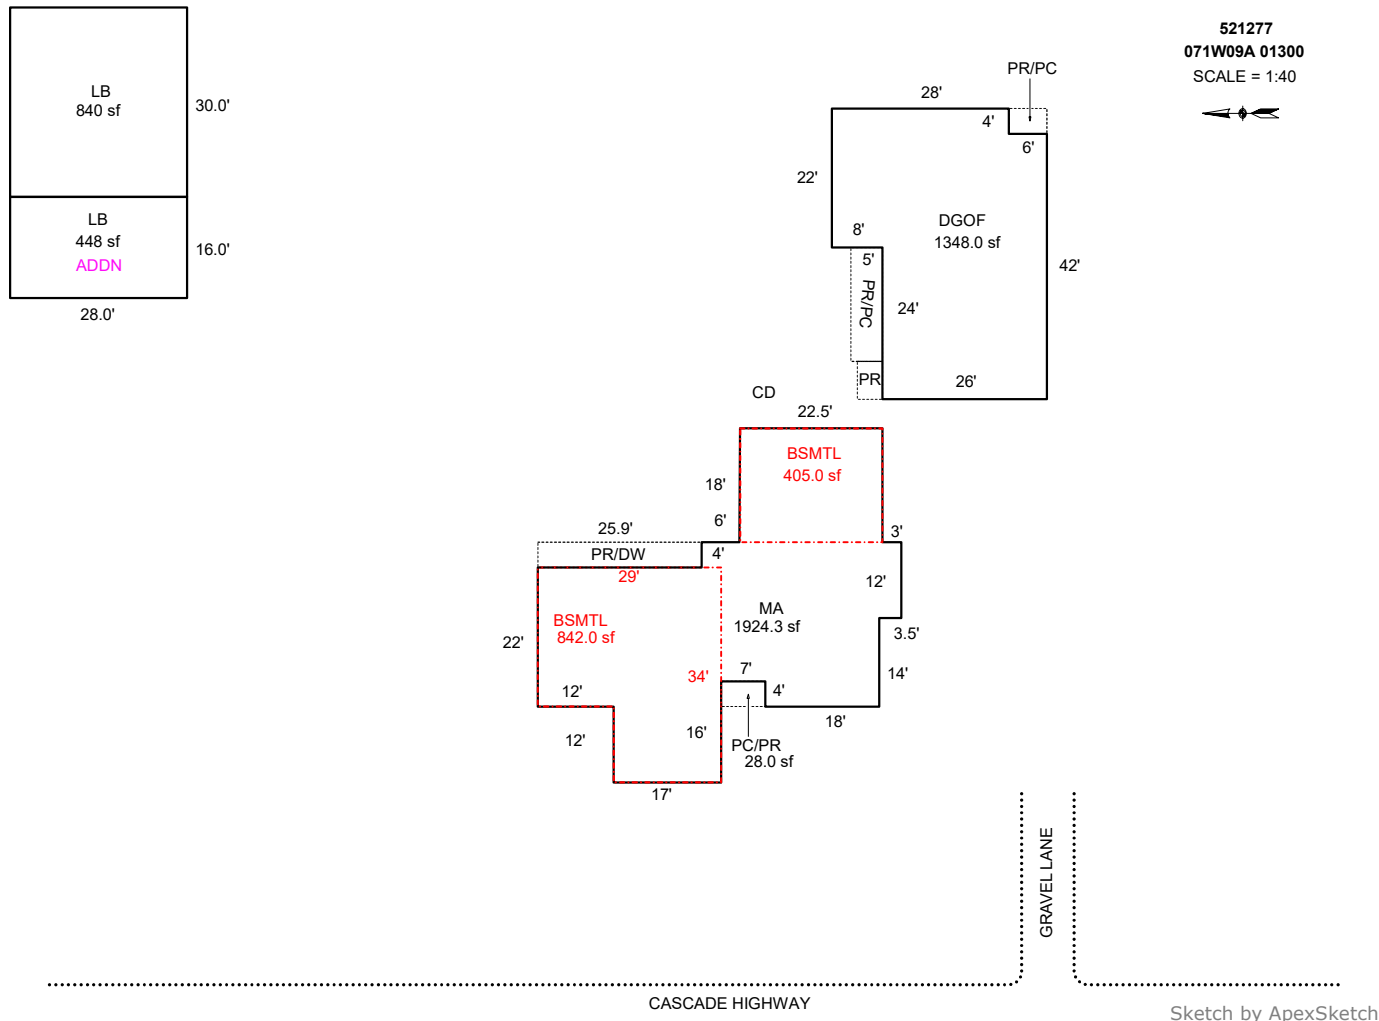 521277
071W09A 01300
SCALE = 1:40
LB
840 sf
30.0'
LB
448 sf
ADDN
16.0'
28.0'
PR/PC
28'
4'
6'
22'
DGOF
1348.0 sf
8'
5'
PR/PC
24'
42'
PR
26'
CD
22.5'
BSMTL
405.0 sf
18'
6'
25.9'
3'
PR/DW
4'
29'
12'
MA
1924.3 sf
BSMTL
842.0 sf
22'
3.5'
34'
7'
14'
12'
4'
18'
12'
16'
PC/PR
28.0 sf
17'
GRAVEL LANE
CASCADE HIGHWAY
Sketch by ApexSketch